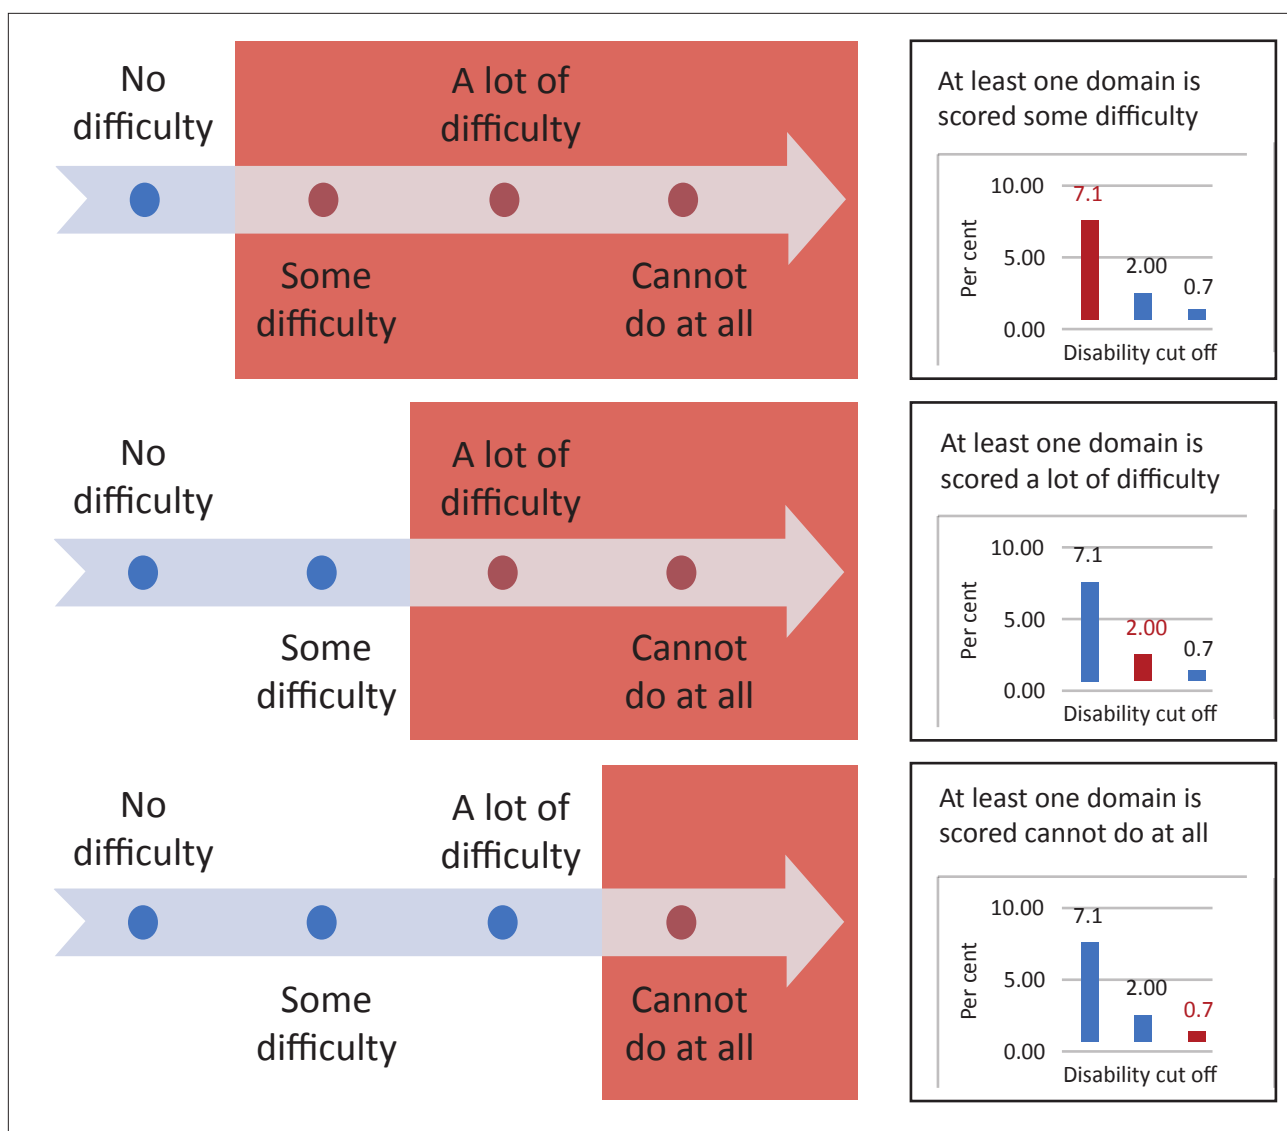 No
difficulty
A lot of
difficulty
Some
difficulty
Cannot
do at all
At least one domain is
scored some difficulty
Per cent
10.00
5.00
0.00
7.1
2.00
0.7
Disability cut off
No
difficulty
A lot of
difficulty
Some
difficulty
Cannot
do at all
At least one domain is
scored a lot of difficulty
Per cent
10.00
5.00
0.00
7.1
2.00
0.7
Disability cut off
No
difficulty
A lot of
difficulty
Some
difficulty
Cannot
do at all
At least one domain is
scored cannot do at all
Per cent
10.00
5.00
0.00
7.1
2.00
0.7
Disability cut off